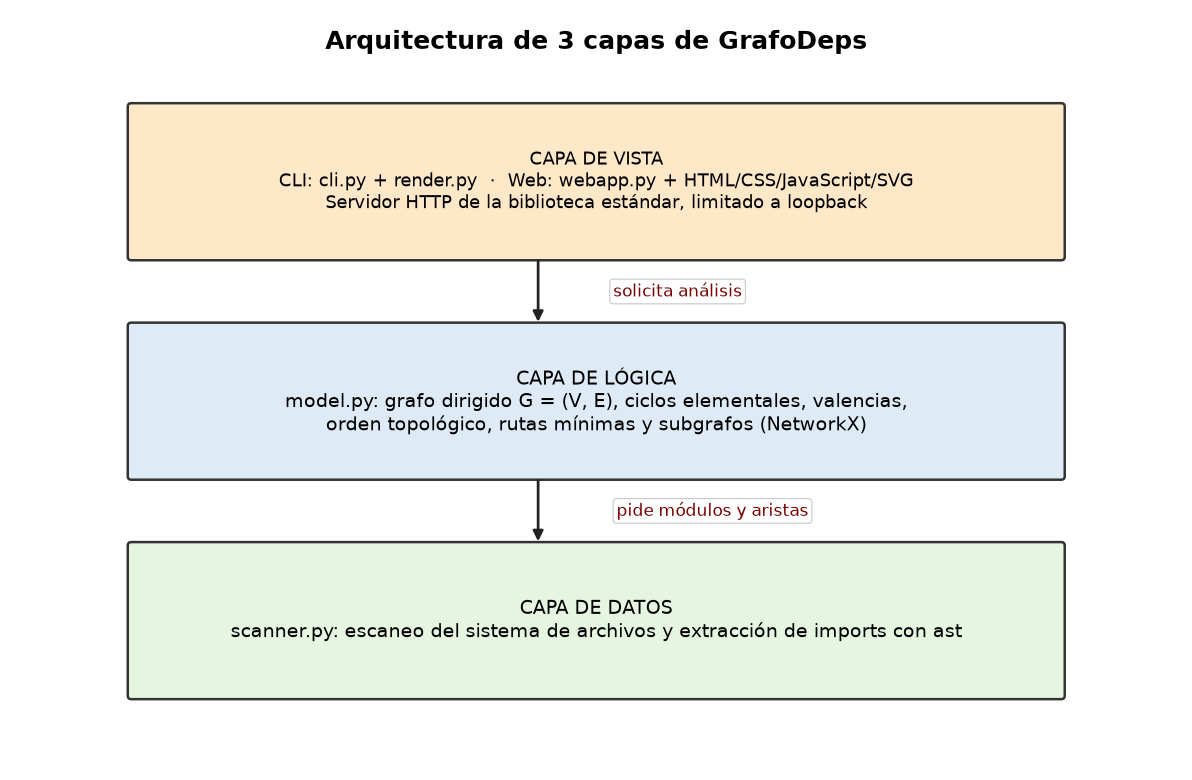 Arquitectura de 3 capas de GrafoDeps
CAPA DE VISTA
CLI: cli.py + render.py · Web: webapp.py + HTML/CSS/JavaScript/SVG
Servidor HTTP de la biblioteca estándar, limitado a loopback
solicita análisis
CAPA DE LÓGICA
model.py: grafo dirigido G = (V, E), ciclos elementales, valencias,
orden topológico, rutas mínimas y subgrafos (NetworkX)
pide módulos y aristas
CAPA DE DATOS
scanner.py: escaneo del sistema de archivos y extracción de imports con ast